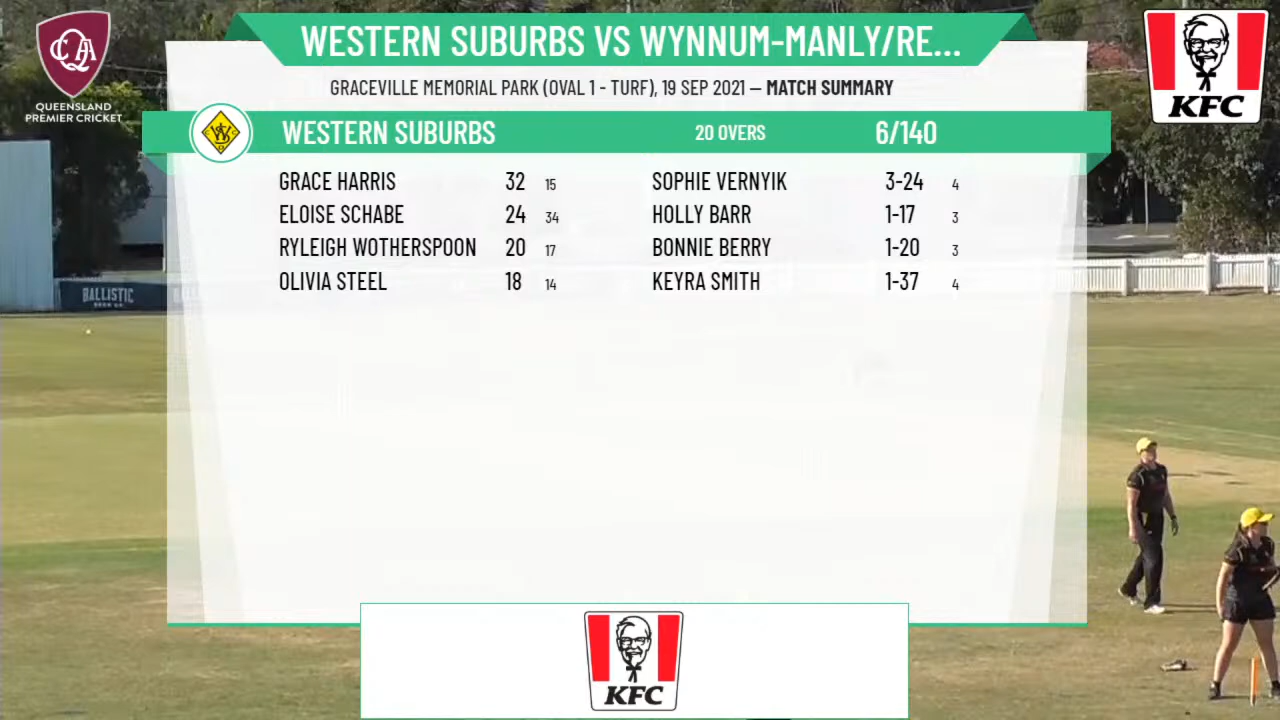 WESTERN SUBURBS VS WYNNUM-MANLY/RE...
GRACEVILLE MEMORIAL PARK (OVAL 1 - TURF), 19 SEP 2021 – MATCH SUMMARY
QUEENSLAND
PREMIER CRICKET
KFC
WESTERN SUBURBS 20 OVERS 6/140
GRACE HARRIS 32 15 SOPHIE VERNYIK 3-24 4
ELOISE SCHABE 24 34 HOLLY BARR 1-17 3
RYLEIGH WOTHERSPOON 20 17 BONNIE BERRY 1-20 3
OLIVIA STEEL 18 14 KEYRA SMITH 1-37 4
BALLISTIC
KFC